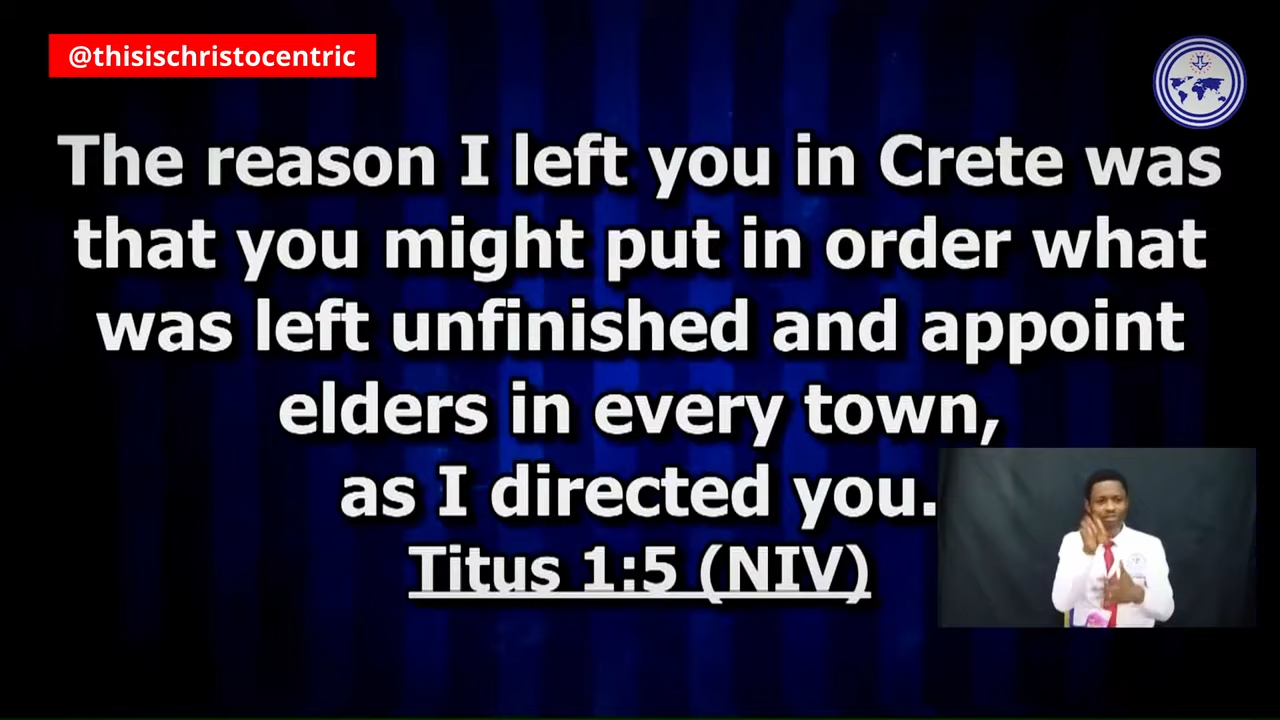 @thisischristocentric
The reason I left you in Crete was
that you might put in order what
was left unfinished and appoint
elders in every town,
as I directed you.
Titus 1:5 (NIV)